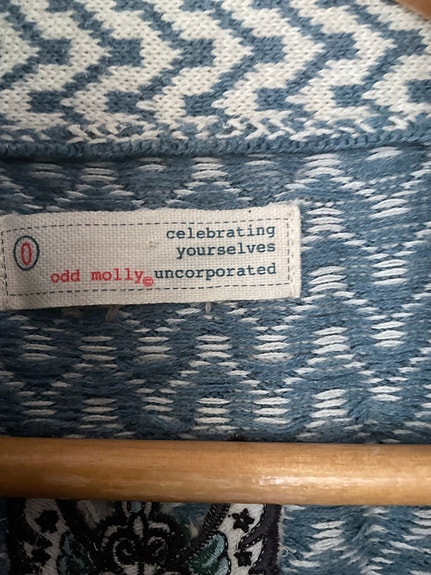 celebrating
yourselves
0 odd molly© uncorporated